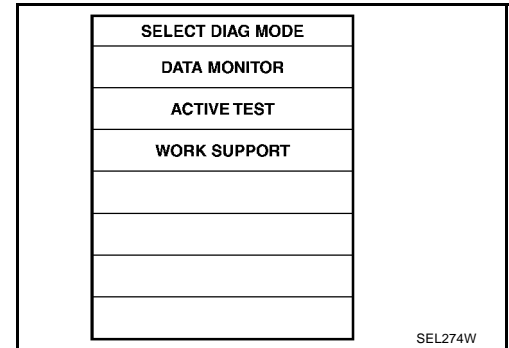 SELECT DIAG MODE
DATA MONITOR
ACTIVE TEST
WORK SUPPORT
SEL274W